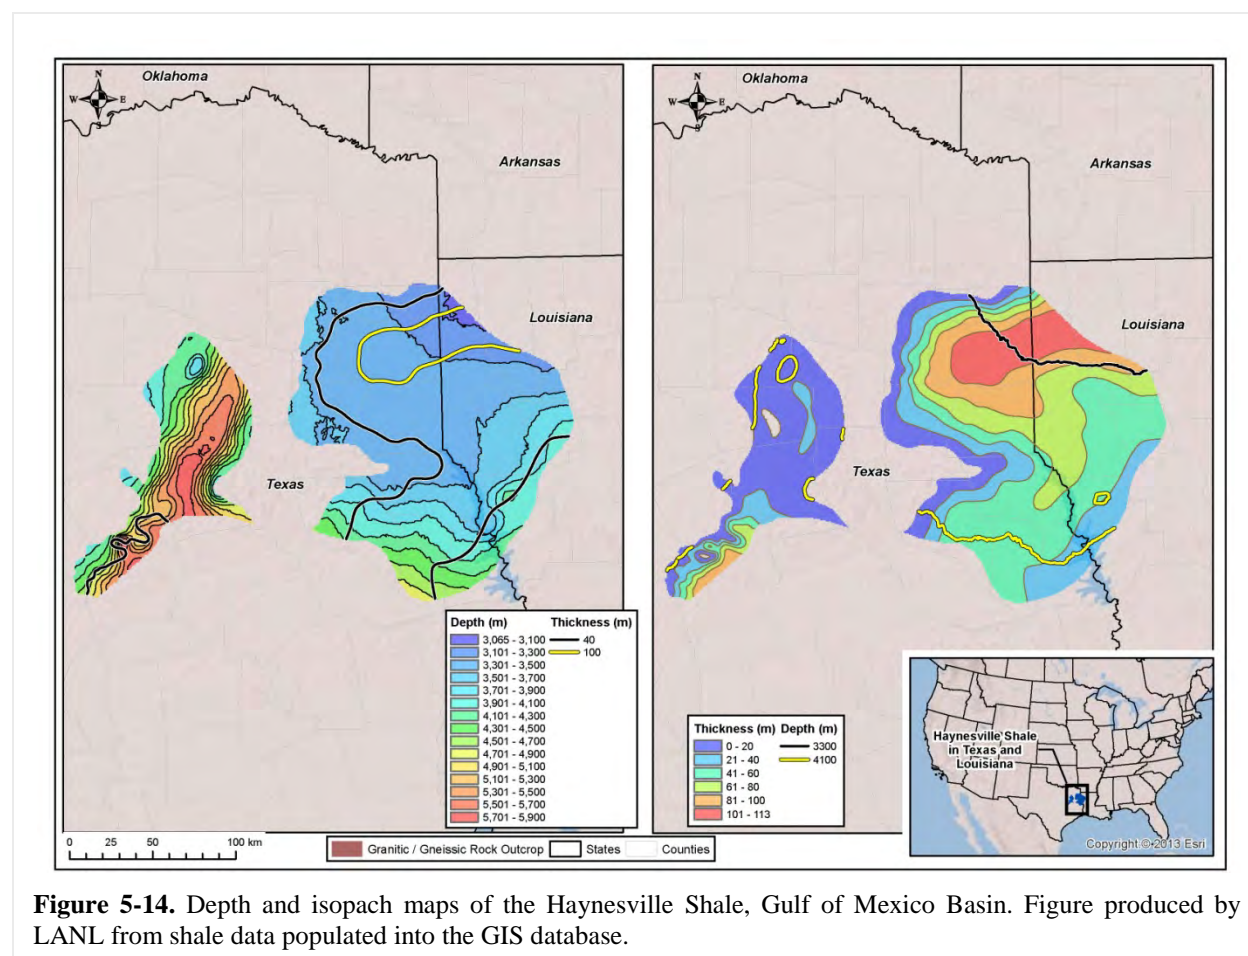 N
W E
S
Oklahoma
Arkansas
Louisiana
Texas
Depth (m) Thickness (m)
3,065 - 3,100 40
3,101 - 3,300 100
3,301 - 3,500
3,501 - 3,700
3,701 - 3,900
3,901 - 4,100
4,101 - 4,300
4,301 - 4,500
4,501 - 4,700
4,701 - 4,900
4,901 - 5,100
5,101 - 5,300
5,301 - 5,500
5,501 - 5,700
5,701 - 5,900
0 25 50 100 km
N
W E
S
Oklahoma
Arkansas
Louisiana
Texas
Thickness (m) Depth (m)
0 - 20 3300
21 - 40 4100
41 - 60
61 - 80
81 - 100
101 - 113
Haynesville Shale
in Texas and
Louisiana
Copyright:© 2013 Esri
Granitic / Gneissic Rock Outcrop States Counties
Figure 5-14. Depth and isopach maps of the Haynesville Shale, Gulf of Mexico Basin. Figure produced by
LANL from shale data populated into the GIS database.